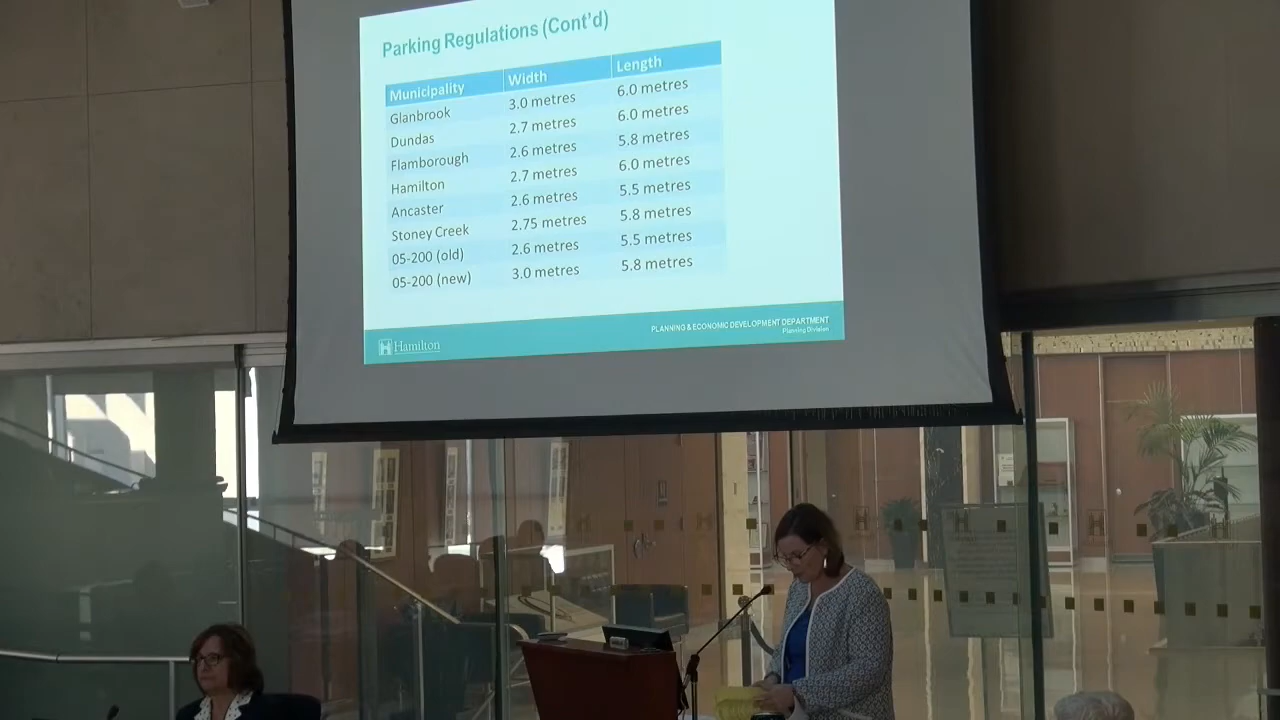 Parking Regulations (Cont'd)
Municipality Width Length
Glanbrook 3.0 metres 6.0 metres
Dundas 2.7 metres 6.0 metres
Flamborough 2.6 metres 5.8 metres
Hamilton 2.7 metres 6.0 metres
Ancaster 2.6 metres 5.5 metres
Stoney Creek 2.75 metres 5.8 metres
05-200 (old) 2.6 metres 5.5 metres
05-200 (new) 3.0 metres 5.8 metres
PLANNING & ECONOMIC DEVELOPMENT DEPARTMENT
Planning Division
Hamilton